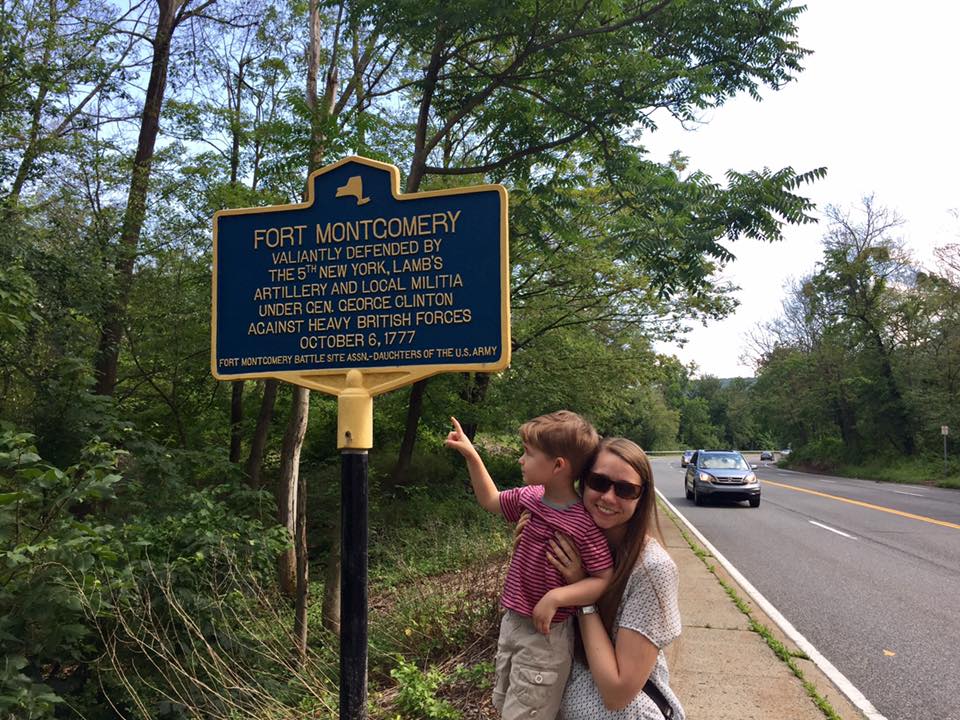 FORT MONTGOMERY
VALIANTLY DEFENDED BY
THE 5TH NEW YORK, LAMB'S
ARTILLERY AND LOCAL MILITIA
UNDER GEN. GEORGE CLINTON
AGAINST HEAVY BRITISH FORCES
OCTOBER 6, 1777
FORT MONTGOMERY BATTLE SITE ASSN.-DAUGHTERS OF THE U.S. ARMY